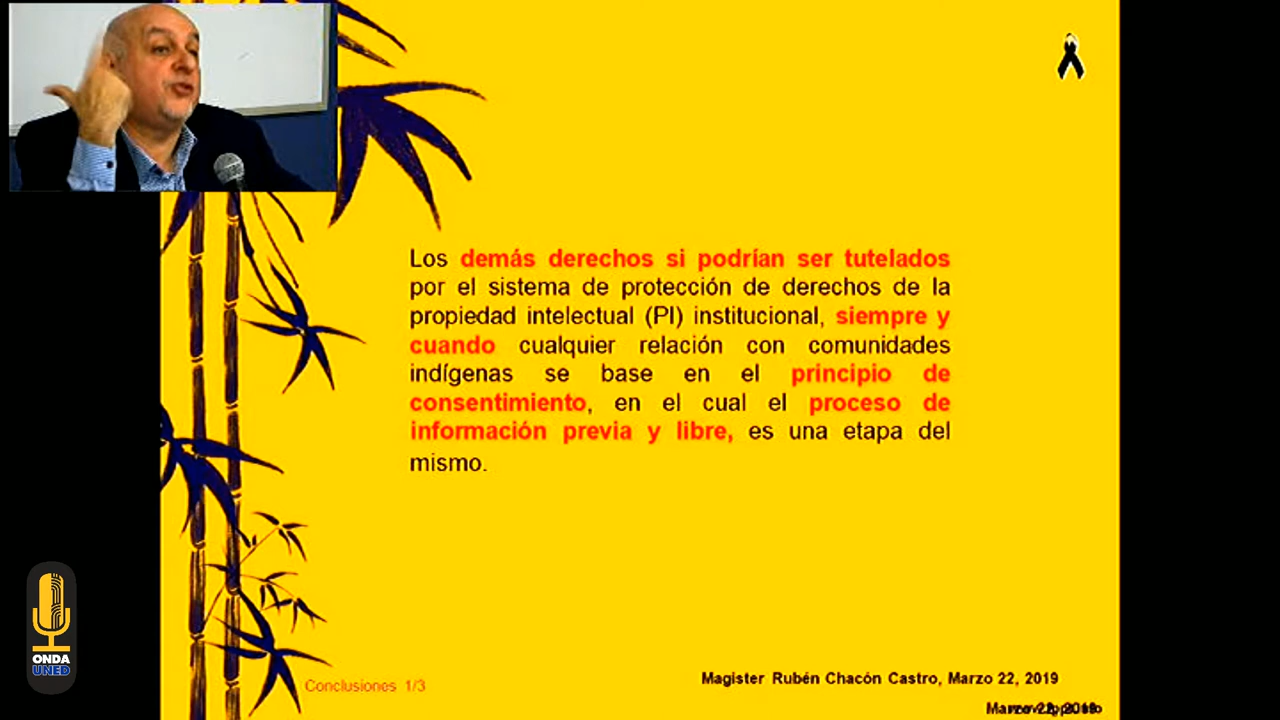 Los demás derechos si podrían ser tutelados
por el sistema de protección de derechos de la
propiedad intelectual (PI) institucional, siempre y
cuando cualquier relación con comunidades
indígenas se base en el principio de
consentimiento, en el cual el proceso de
información previa y libre, es una etapa del
mismo.
ONDA
UNED
Conclusiones 1/3
Magister Rubén Chacón Castro, Marzo 22, 2019